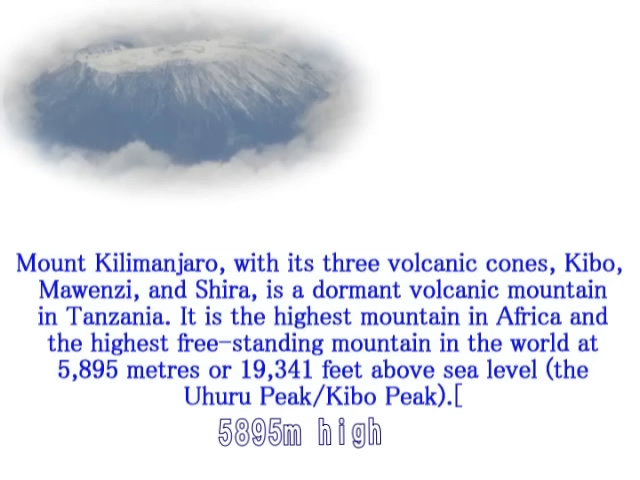 Mount Kilimanjaro, with its three volcanic cones, Kibo,
Mawenzi, and Shira, is a dormant volcanic mountain
in Tanzania. It is the highest mountain in Africa and
the highest free-standing mountain in the world at
5,895 metres or 19,341 feet above sea level (the
Uhuru Peak/Kibo Peak).[
5895m high